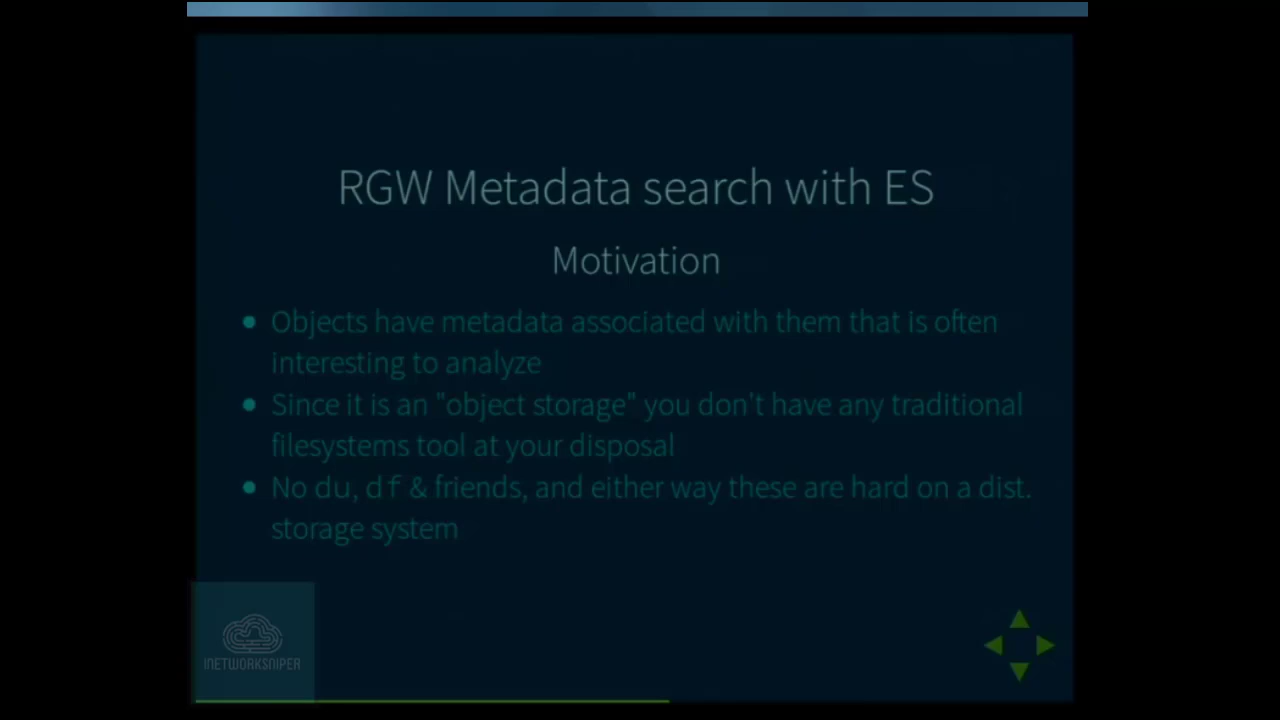 RGW Metadata search with ES
Motivation
Objects have metadata associated with them that is often
interesting to analyze
Since it is an "object storage" you don't have any traditional
filesystems tool at your disposal
No du, df & friends, and either way these are hard on a dist.
storage system
INETWORKSNIPER